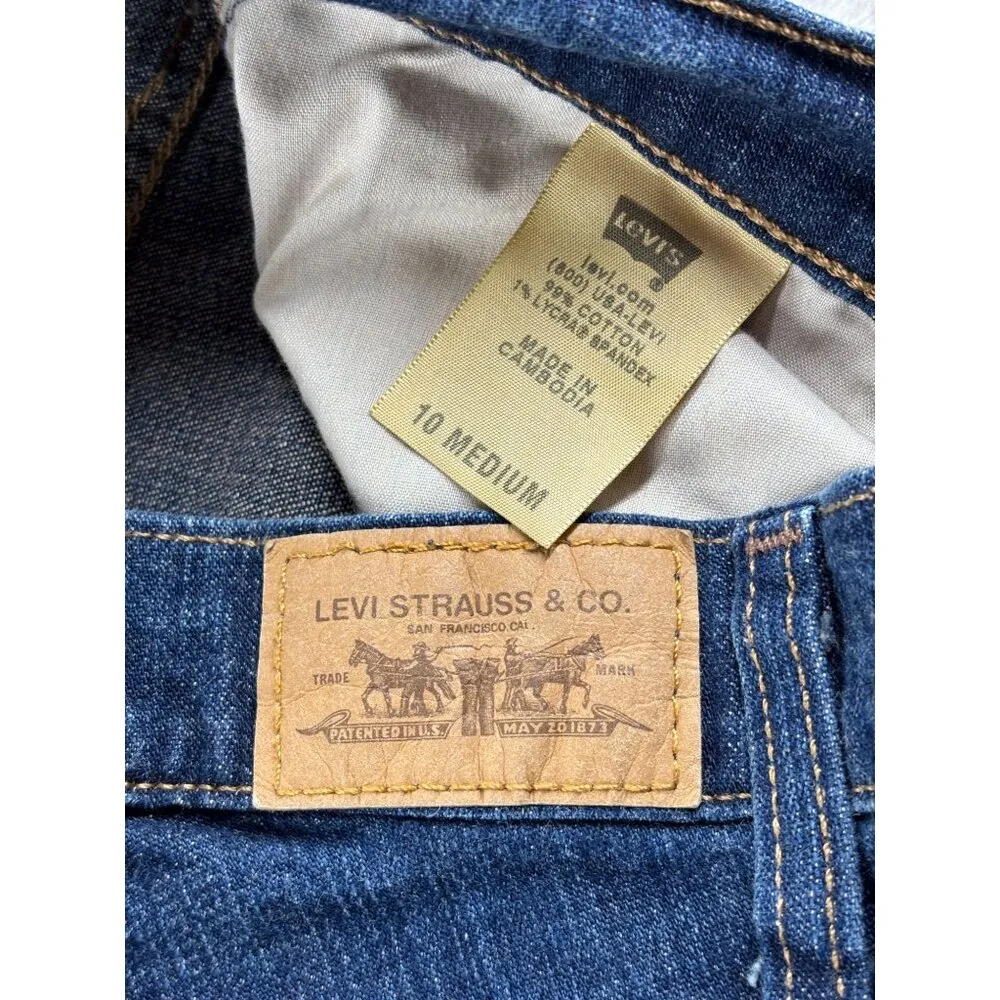 Levi's ®
levi.com
(800) USA-LEVI
99% COTTON
1% LYCRA® SPANDEX
MADE IN
CAMBODIA
10 MEDIUM
LEVI STRAUSS & CO.
SAN FRANCISCO, CAL.
TRADE MARK
PATENTED IN U.S. MAY 20 1873